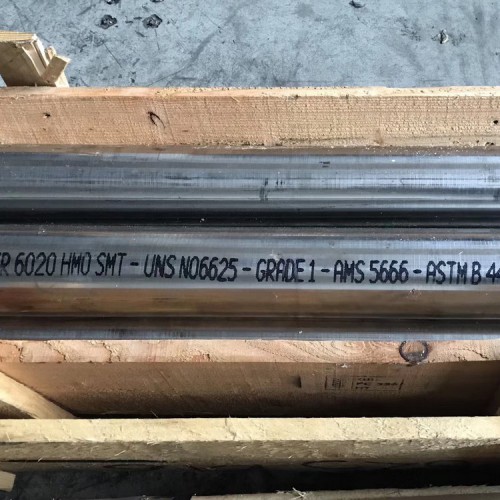 R 6020 HMO SMT - UNS N06625 - GRADE 1 - AMS 5666 - ASTM B 44